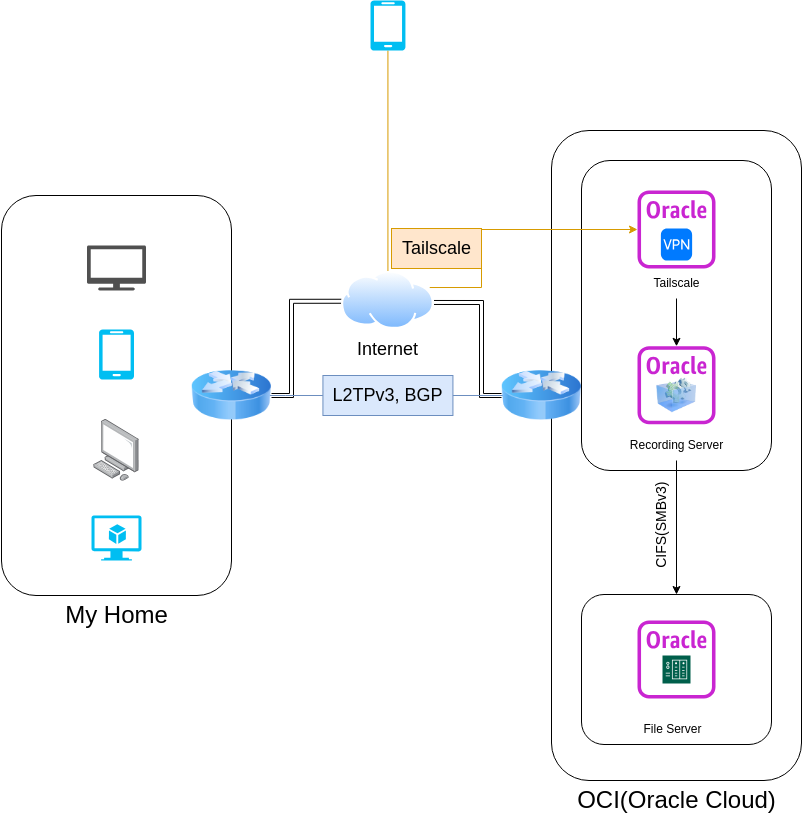 Oracle
VPN
Tailscale
Tailscale
Internet
Oracle
L2TPv3, BGP
Recording Server
CIFS(SMBv3)
My Home
Oracle
File Server
OCI(Oracle Cloud)